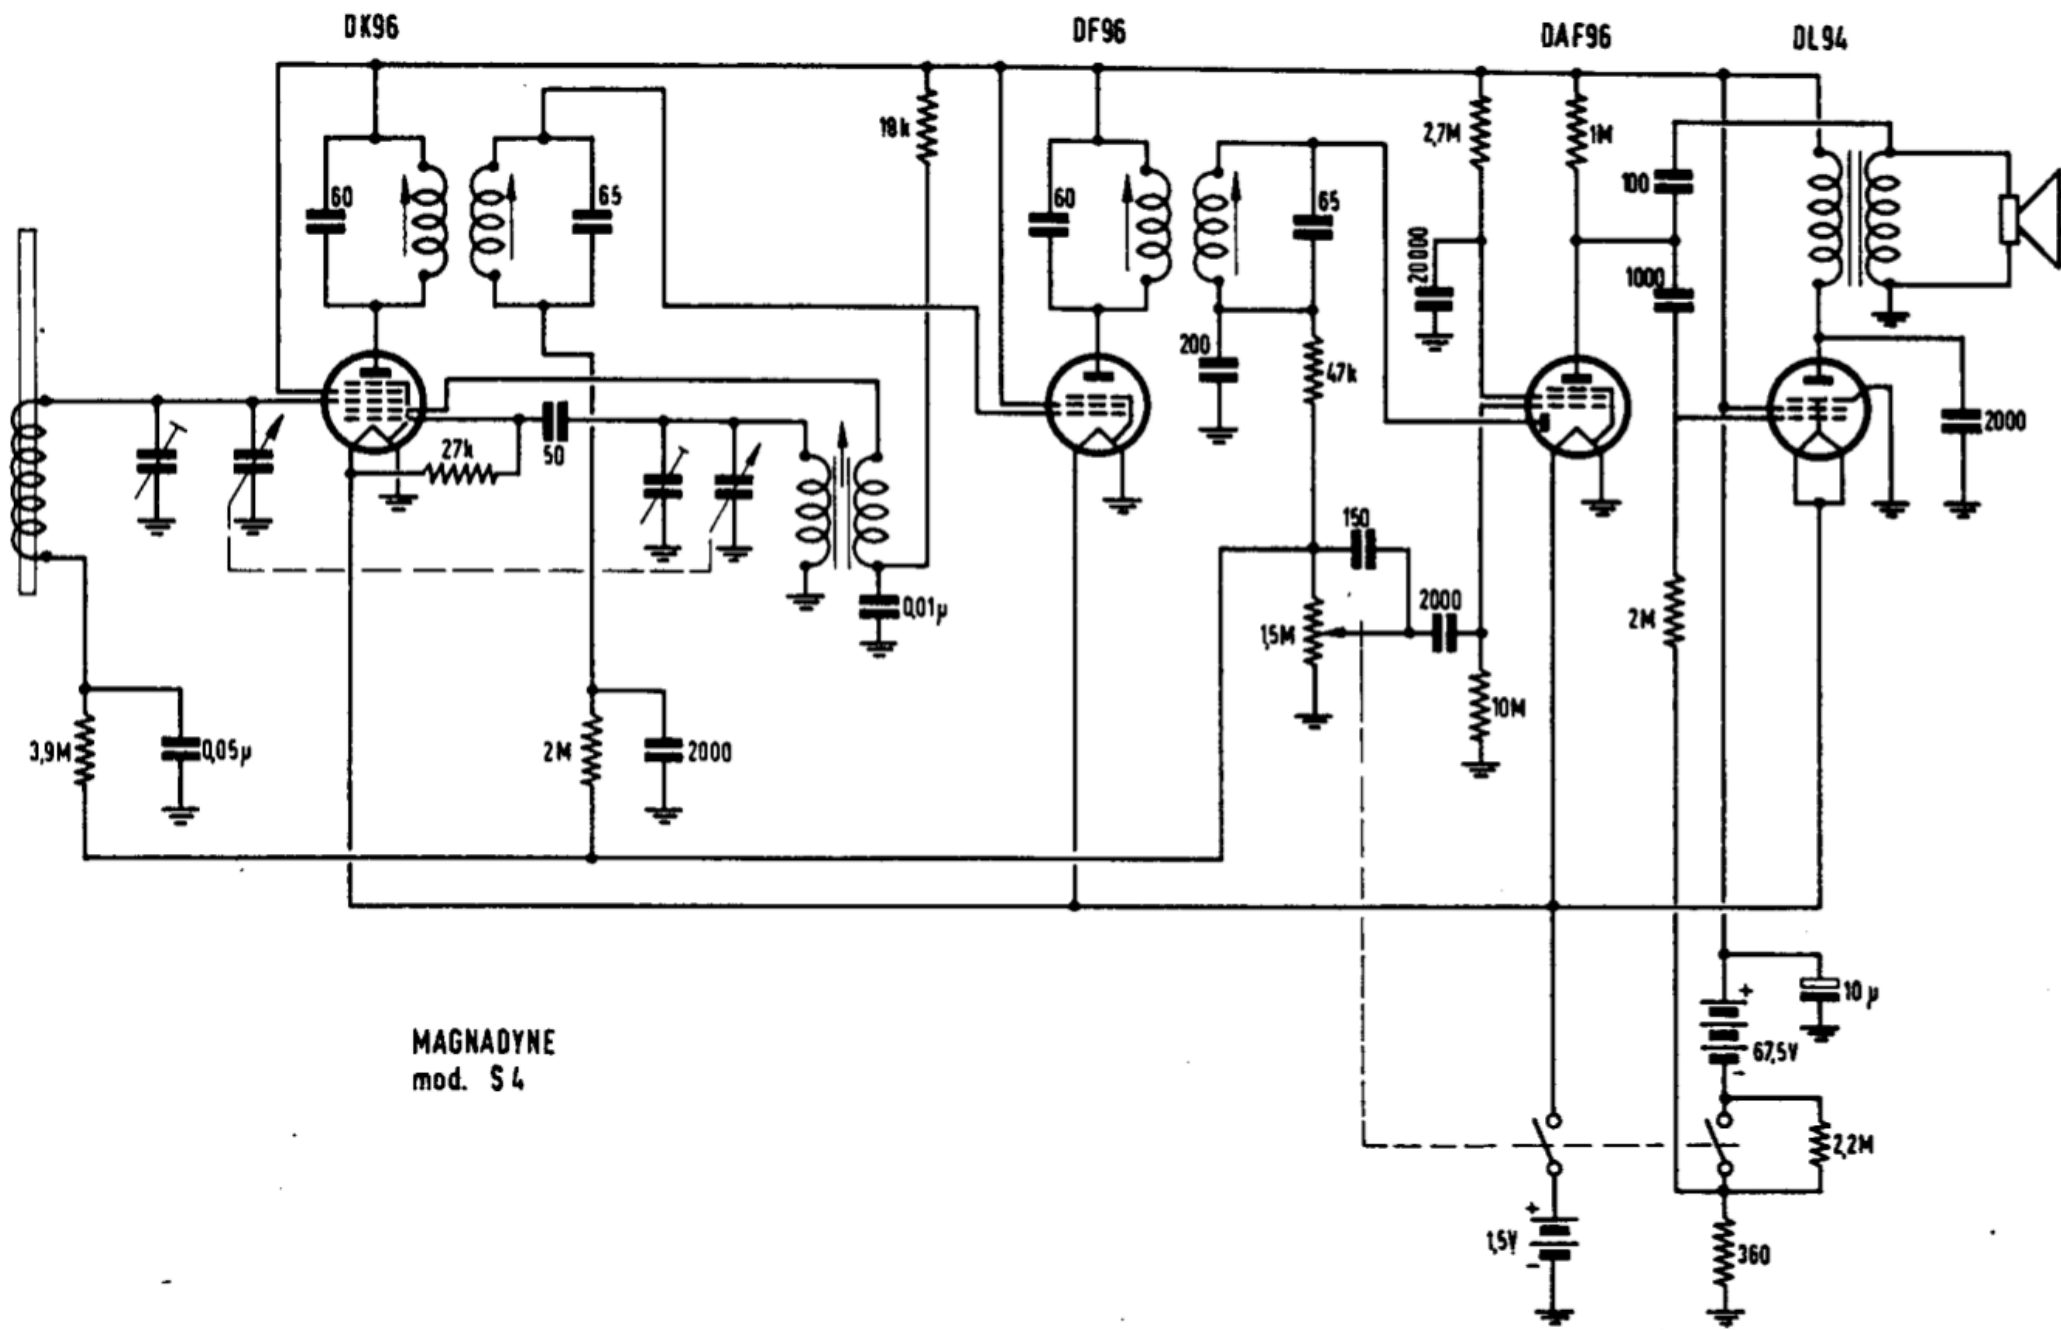 DK96
DF96
DAF96
DL94
18k
2,7M
1M
60
65
60
65
100
20000
1000
200
47k
27k
50
2000
150
2000
0,01µ
1,5M
2M
10M
3,9M
0,05µ
2M
2000
+
10µ
67,5V
-
MAGNADYNE
mod. S4
2,2M
+
1,5V
-
360